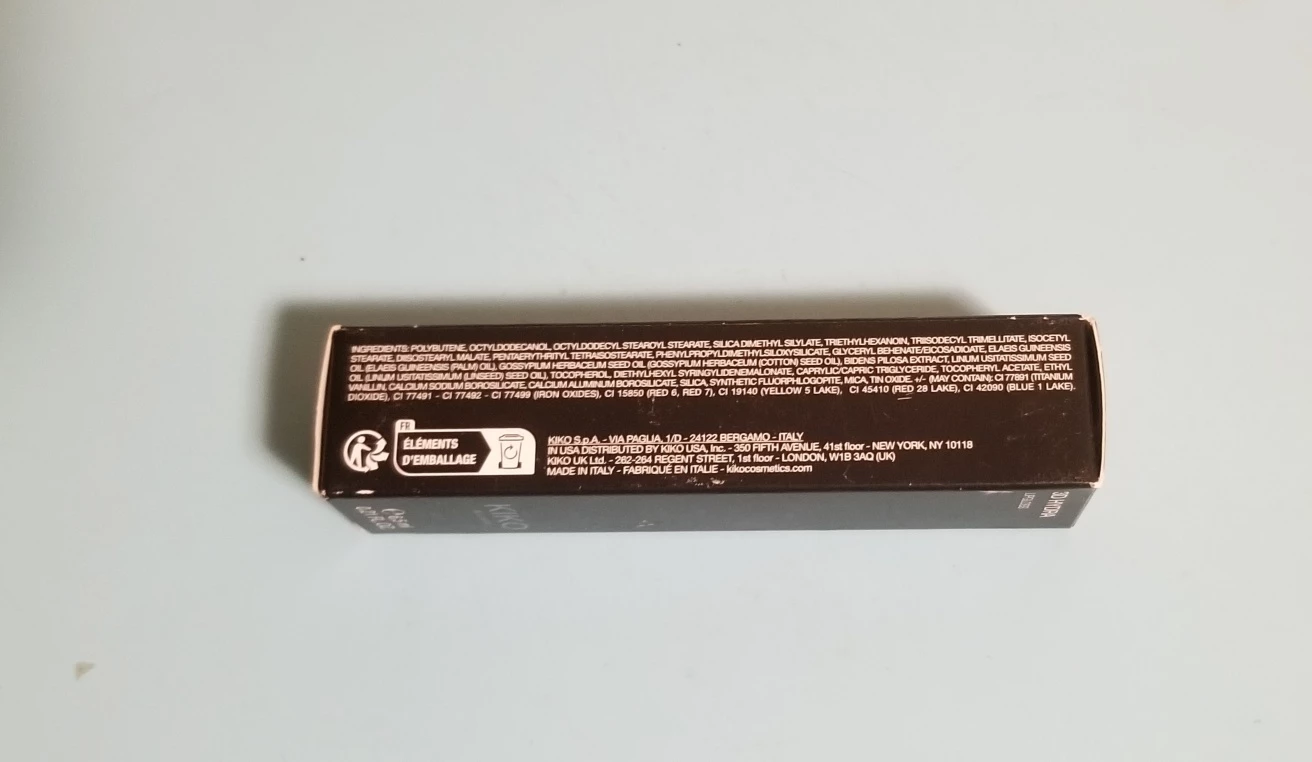 INGREDIENTS: POLYBUTENE, OCTYLDODECANOL, OCTYLDODECYL STEAROYL STEARATE, SILICA DIMETHYL SILYLATE, TRIETHYLHEXANOIN, TRIISODECYL TRIMELLITATE, ISOCETYL
STEARATE, DIISOSTEARYL MALATE, PENTAERYTHRITYL TETRAISOSTEARATE, PHENYLPROPYLDIMETHYLSILOXYSILICATE, GLYCERYL BEHENATE/EICOSADIOATE, ELAEIS GUINEENSIS
OIL (ELAEIS GUINEENSIS (PALM) OIL), GOSSYPIUM HERBACEUM SEED OIL (GOSSYPIUM HERBACEUM (COTTON) SEED OIL), BIDENS PILOSA EXTRACT, LINUM USITATISSIMUM SEED
OIL (LINUM USITATISSIMUM (LINSEED) SEED OIL), TOCOPHEROL, DIETHYLHEXYL SYRINGYLIDENEMALONATE, CAPRYLIC/CAPRIC TRIGLYCERIDE, TOCOPHERYL ACETATE, ETHYL
VANILLIN, CALCIUM SODIUM BOROSILICATE, CALCIUM ALUMINUM BOROSILICATE, SILICA, SYNTHETIC FLUORPHLOGOPITE, MICA, TIN OXIDE. +/- (MAY CONTAIN): CI 77891 (TITANIUM
DIOXIDE), CI 77491 - CI 77492 - CI 77499 (IRON OXIDES), CI 15850 (RED 6, RED 7), CI 19140 (YELLOW 5 LAKE), CI 45410 (RED 28 LAKE), CI 42090 (BLUE 1 LAKE).
FR
ÉLÉMENTS
D'EMBALLAGE
KIKO S.p.A. - VIA PAGLIA, 1/D - 24122 BERGAMO - ITALY
IN USA DISTRIBUTED BY KIKO USA, Inc. - 350 FIFTH AVENUE, 41st floor - NEW YORK, NY 10118
KIKO UK Ltd. - 262-264 REGENT STREET, 1st floor - LONDON, W1B 3AQ (UK)
MADE IN ITALY - FABRIQUÉ EN ITALIE - kikocosmetics.com
KIKO
3D HYDRA
LIPGLOSS